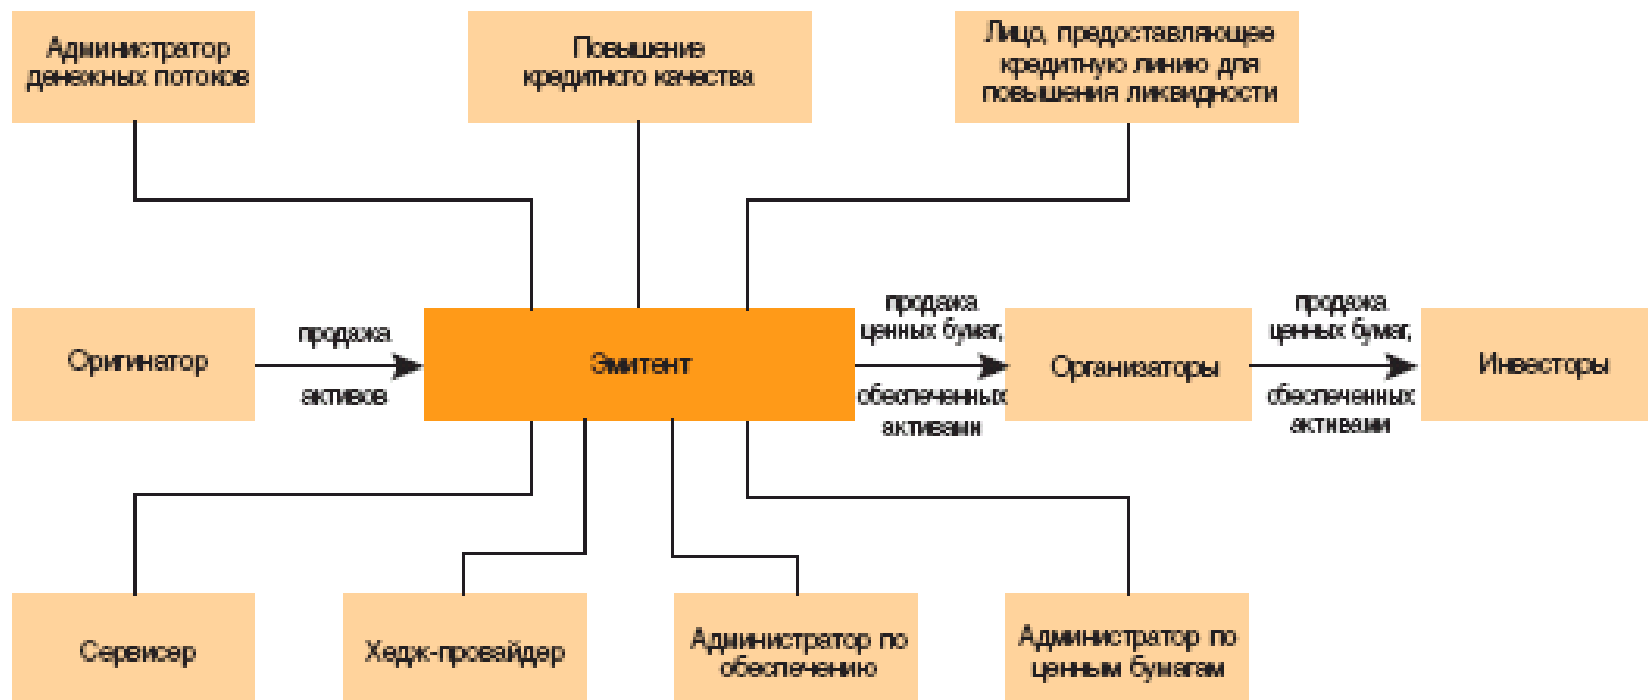 Администратор
денежных потоков
Повышение
кредитного качества
Лицо, предоставляющее
кредитную линию для
повышения ликвидности
Оригинатор
продажа
активов
Эмитент
продажа
ценных бумаг,
обеспеченных
активами
Организаторы
продажа
ценных бумаг,
обеспеченных
активами
Инвесторы
Сервисер
Хедж-провайдер
Администратор по
обеспечению
Администратор по
ценным бумагам